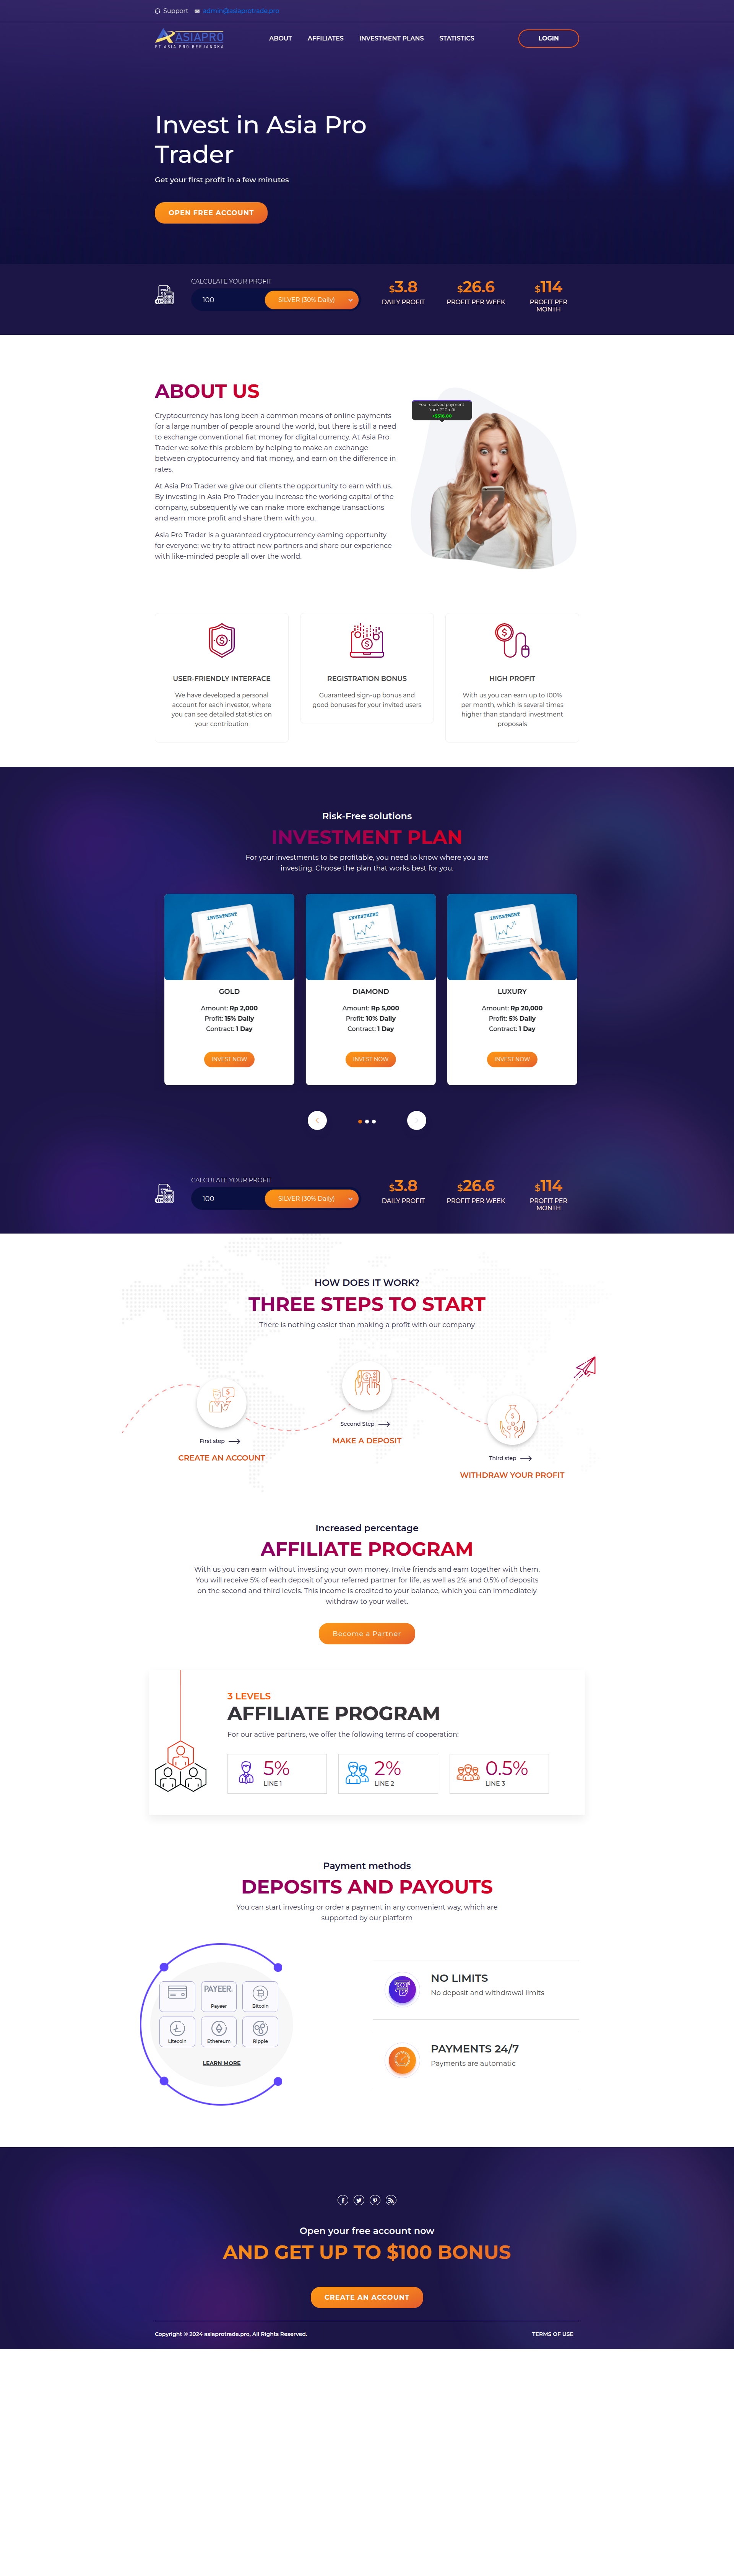 Support admin@asiaprotrade.pro
ASIAPRO
PT ASIA PRO BERJANGKA
ABOUT AFFILIATES INVESTMENT PLANS STATISTICS LOGIN
Invest in Asia Pro
Trader
Get your first profit in a few minutes
OPEN FREE ACCOUNT
CALCULATE YOUR PROFIT
100 SILVER (30% Daily)
$3.8 $26.6 $114
DAILY PROFIT PROFIT PER WEEK PROFIT PER
MONTH
ABOUT US
Cryptocurrency has long been a common means of online payments
for a large number of people around the world, but there is still a need
to exchange conventional fiat money for digital currency. At Asia Pro
Trader we solve this problem by helping to make an exchange
between cryptocurrency and fiat money, and earn on the difference in
rates.
At Asia Pro Trader we give our clients the opportunity to earn with us.
By investing in Asia Pro Trader you increase the working capital of the
company, subsequently we can make more exchange transactions
and earn more profit and share them with you.
Asia Pro Trader is a guaranteed cryptocurrency earning opportunity
for everyone: we try to attract new partners and share our experience
with like-minded people all over the world.
You received payment
+$516.00
USER-FRIENDLY INTERFACE
We have developed a personal
account for each investor, where
you can see detailed statistics on
your contribution
REGISTRATION BONUS
Guaranteed sign-up bonus and
good bonuses for your invited users
HIGH PROFIT
With us you can earn up to 100%
per month, which is several times
higher than standard investment
proposals
Risk-Free solutions
INVESTMENT PLAN
For your investments to be profitable, you need to know where you are
investing. Choose the plan that works best for you.
INVESTMENT
GOLD
Amount: Rp 2,000
Profit: 15% Daily
Contract: 1 Day
INVEST NOW
INVESTMENT
DIAMOND
Amount: Rp 5,000
Profit: 10% Daily
Contract: 1 Day
INVEST NOW
INVESTMENT
LUXURY
Amount: Rp 20,000
Profit: 5% Daily
Contract: 1 Day
INVEST NOW
CALCULATE YOUR PROFIT
100 SILVER (30% Daily)
$3.8 $26.6 $114
DAILY PROFIT PROFIT PER WEEK PROFIT PER
MONTH
HOW DOES IT WORK?
THREE STEPS TO START
There is nothing easier than making a profit with our company
First step
CREATE AN ACCOUNT
Second Step
MAKE A DEPOSIT
Third step
WITHDRAW YOUR PROFIT
Increased percentage
AFFILIATE PROGRAM
With us you can earn without investing your own money. Invite friends and earn together with them.
You will receive 5% of each deposit of your referred partner for life, as well as 2% and 0.5% of deposits
on the second and third levels. This income is credited to your balance, which you can immediately
withdraw to your wallet.
Become a Partner
3 LEVELS
AFFILIATE PROGRAM
For our active partners, we offer the following terms of cooperation:
5% 2% 0.5%
LINE 1 LINE 2 LINE 3
Payment methods
DEPOSITS AND PAYOUTS
You can start investing or order a payment in any convenient way, which are
supported by our platform
PAYEER
Payeer Bitcoin
Litecoin Ethereum Ripple
LEARN MORE
NO LIMITS
No deposit and withdrawal limits
PAYMENTS 24/7
Payments are automatic
Open your free account now
AND GET UP TO $100 BONUS
CREATE AN ACCOUNT
Copyright © 2024 asiaprotrade.pro, All Rights Reserved. TERMS OF USE